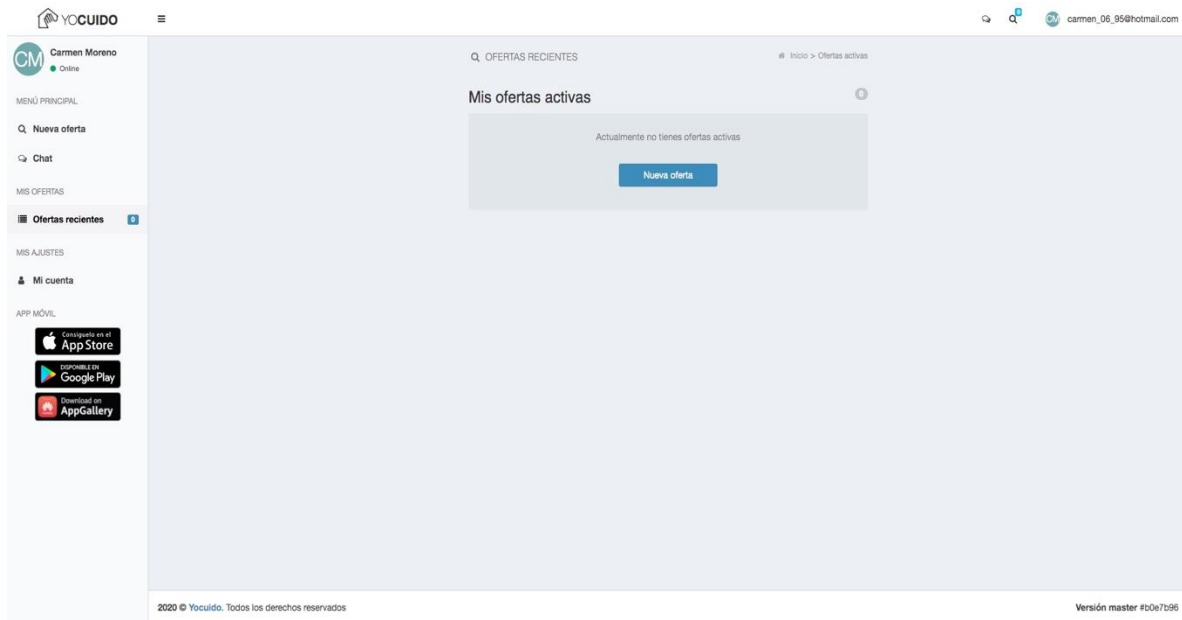 YOCUIDO
carmen_06_95@hotmail.com
0
CM
CM
Carmen Moreno
Online
MENÚ PRINCIPAL
Nueva oferta
Chat
MIS OFERTAS
Ofertas recientes 0
MIS AJUSTES
Mi cuenta
APP MÓVIL
Consíguelo en el
App Store
DISPONIBLE EN
Google Play
Download on
AppGallery
OFERTAS RECIENTES
Inicio > Ofertas activas
Mis ofertas activas
0
Actualmente no tienes ofertas activas
Nueva oferta
2020 © Yocuido. Todos los derechos reservados
Versión master #b0e7b96